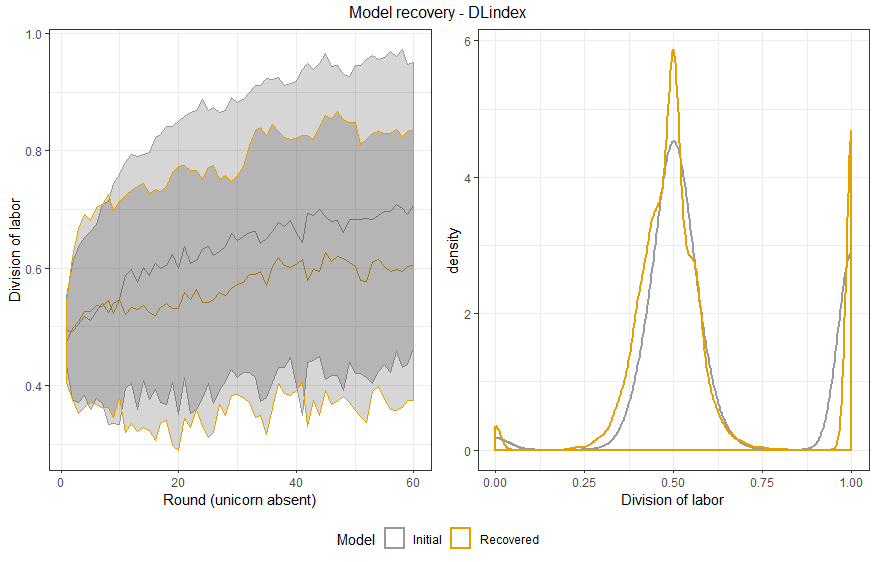 Model recovery - DLindex
1.0
0.8
0.6
0.4
Division of labor
0
20
40
60
Round (unicorn absent)
6
4
2
0
density
0.00
0.25
0.50
0.75
1.00
Division of labor
Model Initial Recovered